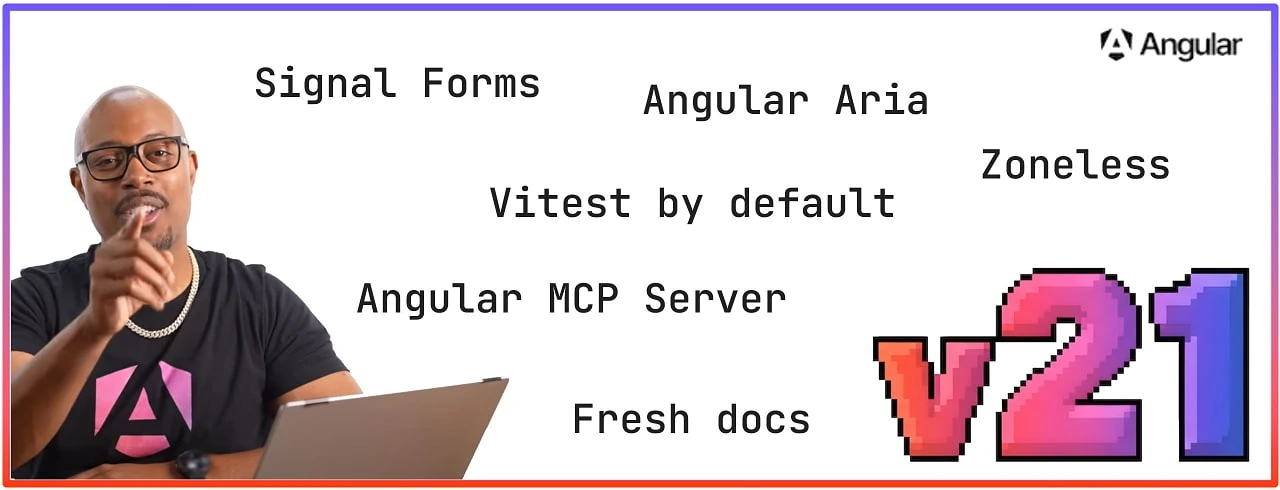 Angular
Signal Forms
Angular Aria
Zoneless
Vitest by default
Angular MCP Server
v21
Fresh docs